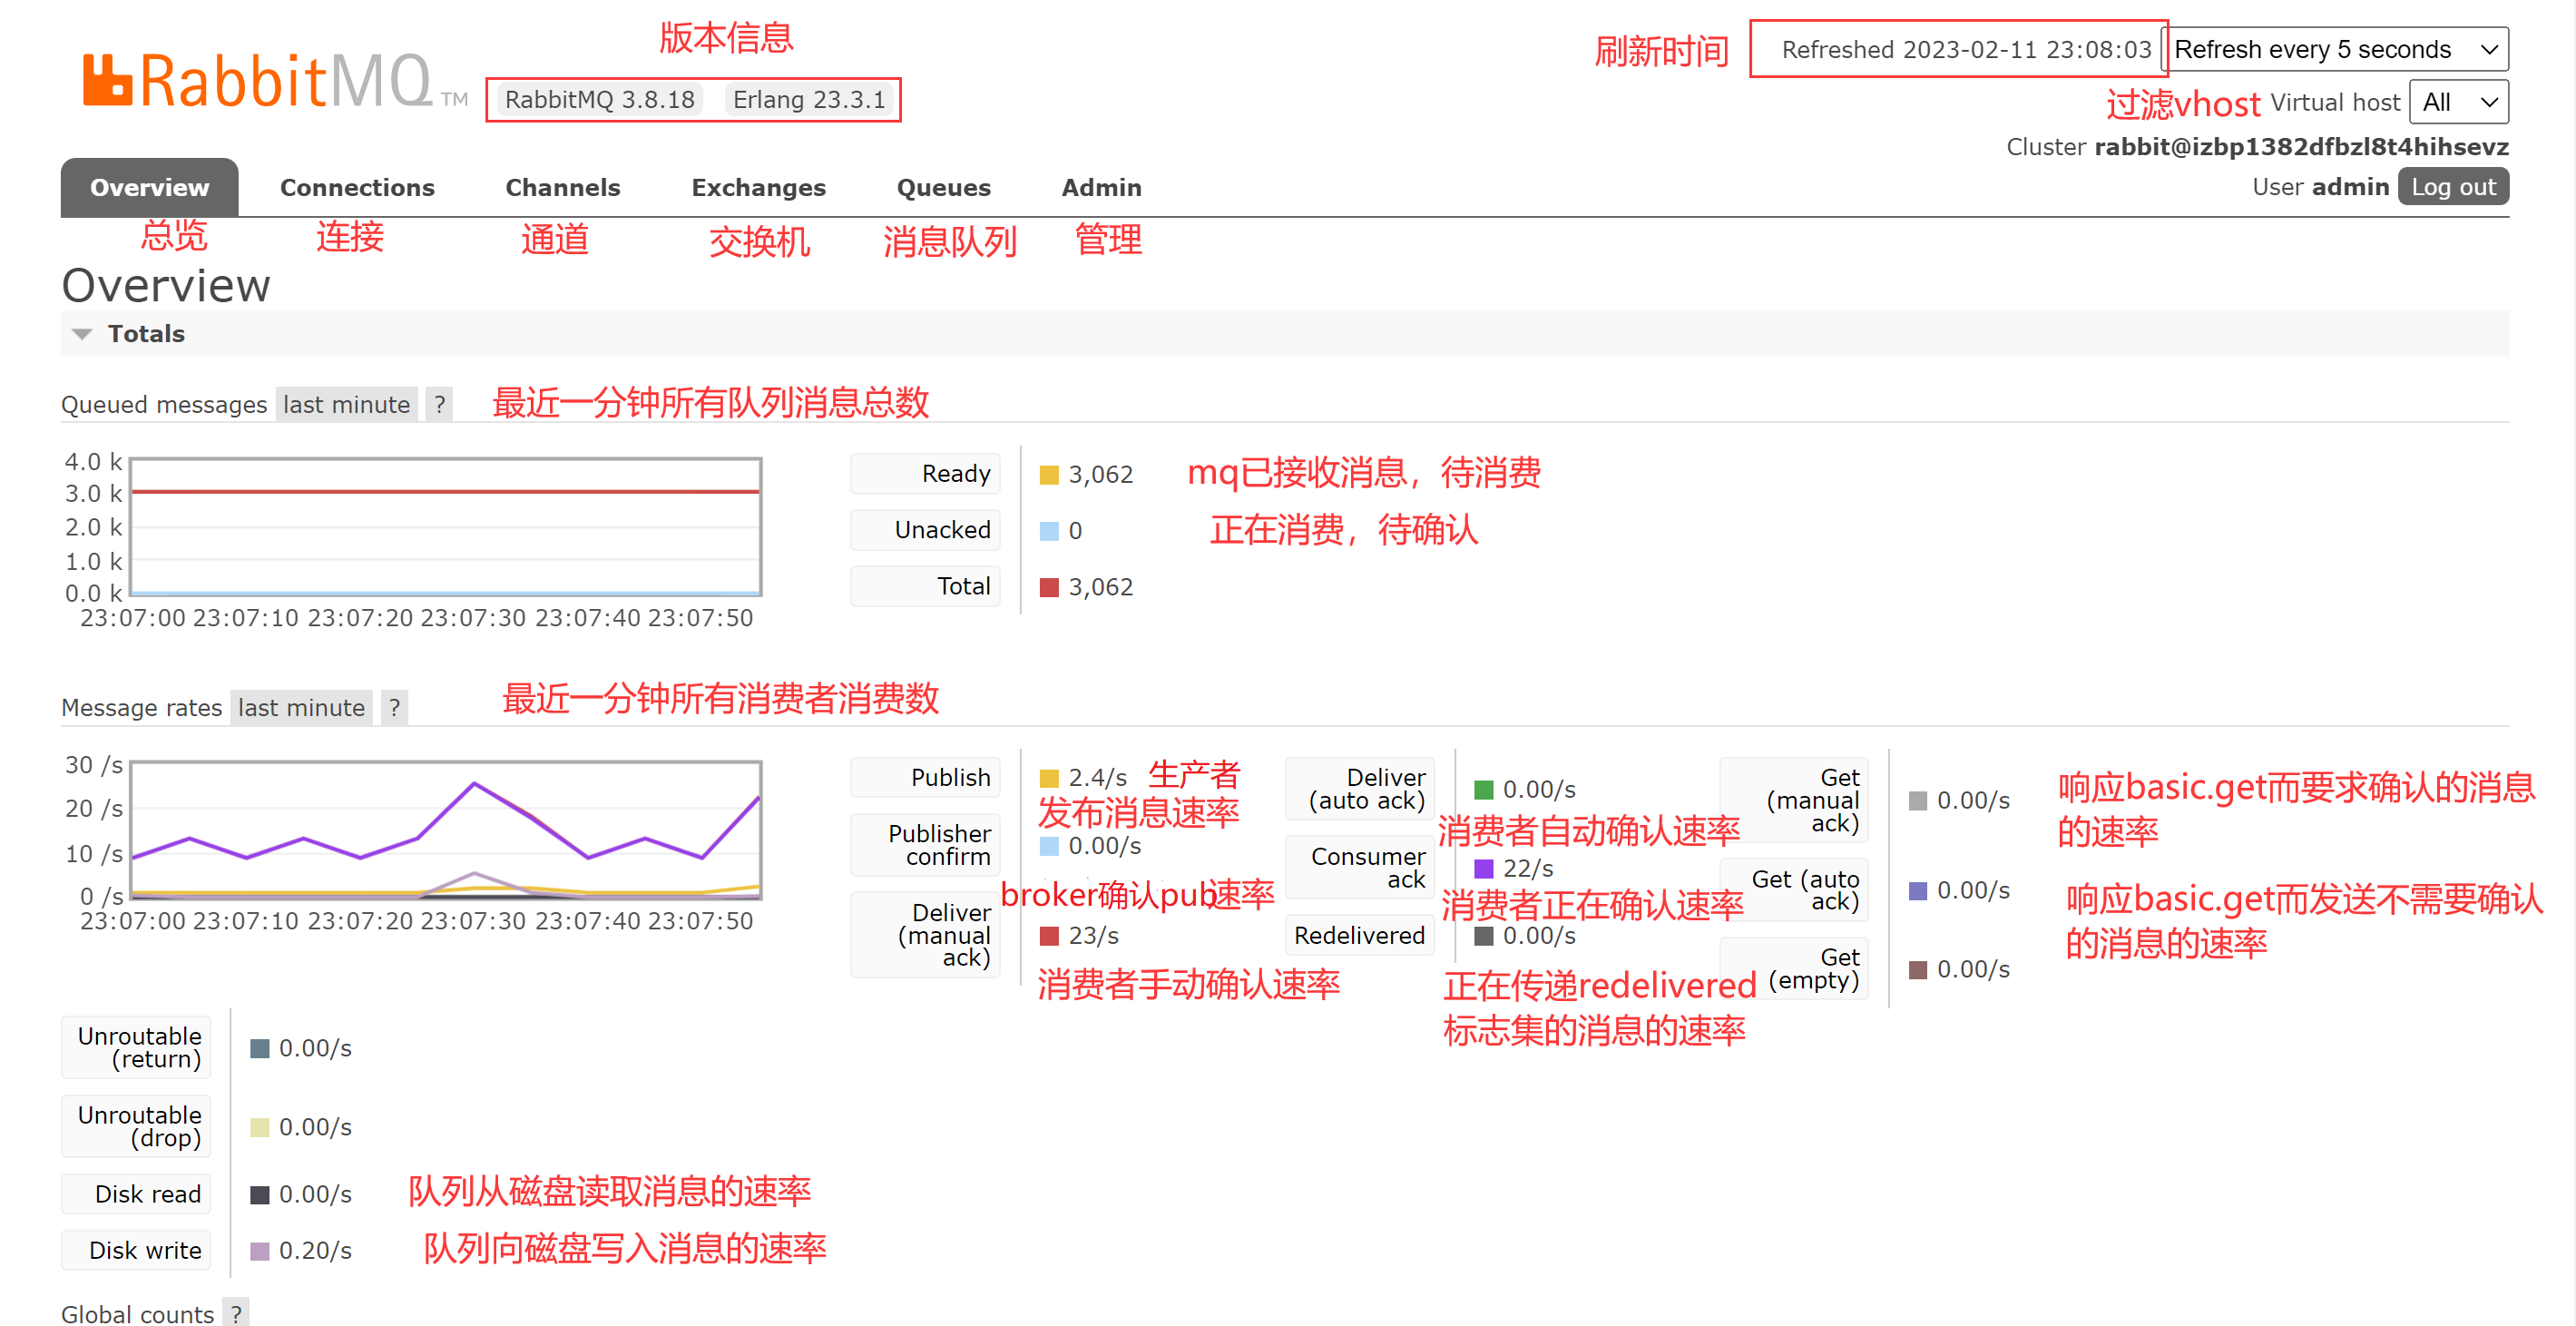 版本信息
刷新时间
Refreshed 2023-02-11 23:08:03
Refresh every 5 seconds
RabbitMQ TM
RabbitMQ 3.8.18 Erlang 23.3.1
过滤vhost Virtual host All
Cluster rabbit@izbp1382dfbzl8t4hihsevz
User admin Log out
Overview Connections Channels Exchanges Queues Admin
总览 连接 通道 交换机 消息队列 管理
Overview
Totals
Queued messages last minute ? 最近一分钟所有队列消息总数
4.0 k
3.0 k
2.0 k
1.0 k
0.0 k
23:07:00 23:07:10 23:07:20 23:07:30 23:07:40 23:07:50
Ready 3,062 mq已接收消息，待消费
Unacked 0 正在消费，待确认
Total 3,062
Message rates last minute ? 最近一分钟所有消费者消费数
30 /s
20 /s
10 /s
0 /s
23:07:00 23:07:10 23:07:20 23:07:30 23:07:40 23:07:50
Publish 2.4/s 生产者
发布消息速率
Publisher
confirm
0.00/s
broker确认pub速率
Deliver
(manual
ack)
23/s
消费者手动确认速率
Deliver
(auto ack)
0.00/s
消费者自动确认速率
Consumer
ack
22/s
消费者正在确认速率
Redelivered 0.00/s
正在传递redelivered
标志集的消息的速率
Get
(manual
ack)
0.00/s
响应basic.get而要求确认的消息
的速率
Get (auto
ack)
0.00/s
响应basic.get而发送不需要确认
的消息的速率
Get
(empty)
0.00/s
Unroutable
(return)
0.00/s
Unroutable
(drop)
0.00/s
Disk read 0.00/s 队列从磁盘读取消息的速率
Disk write 0.20/s 队列向磁盘写入消息的速率
Global counts ?